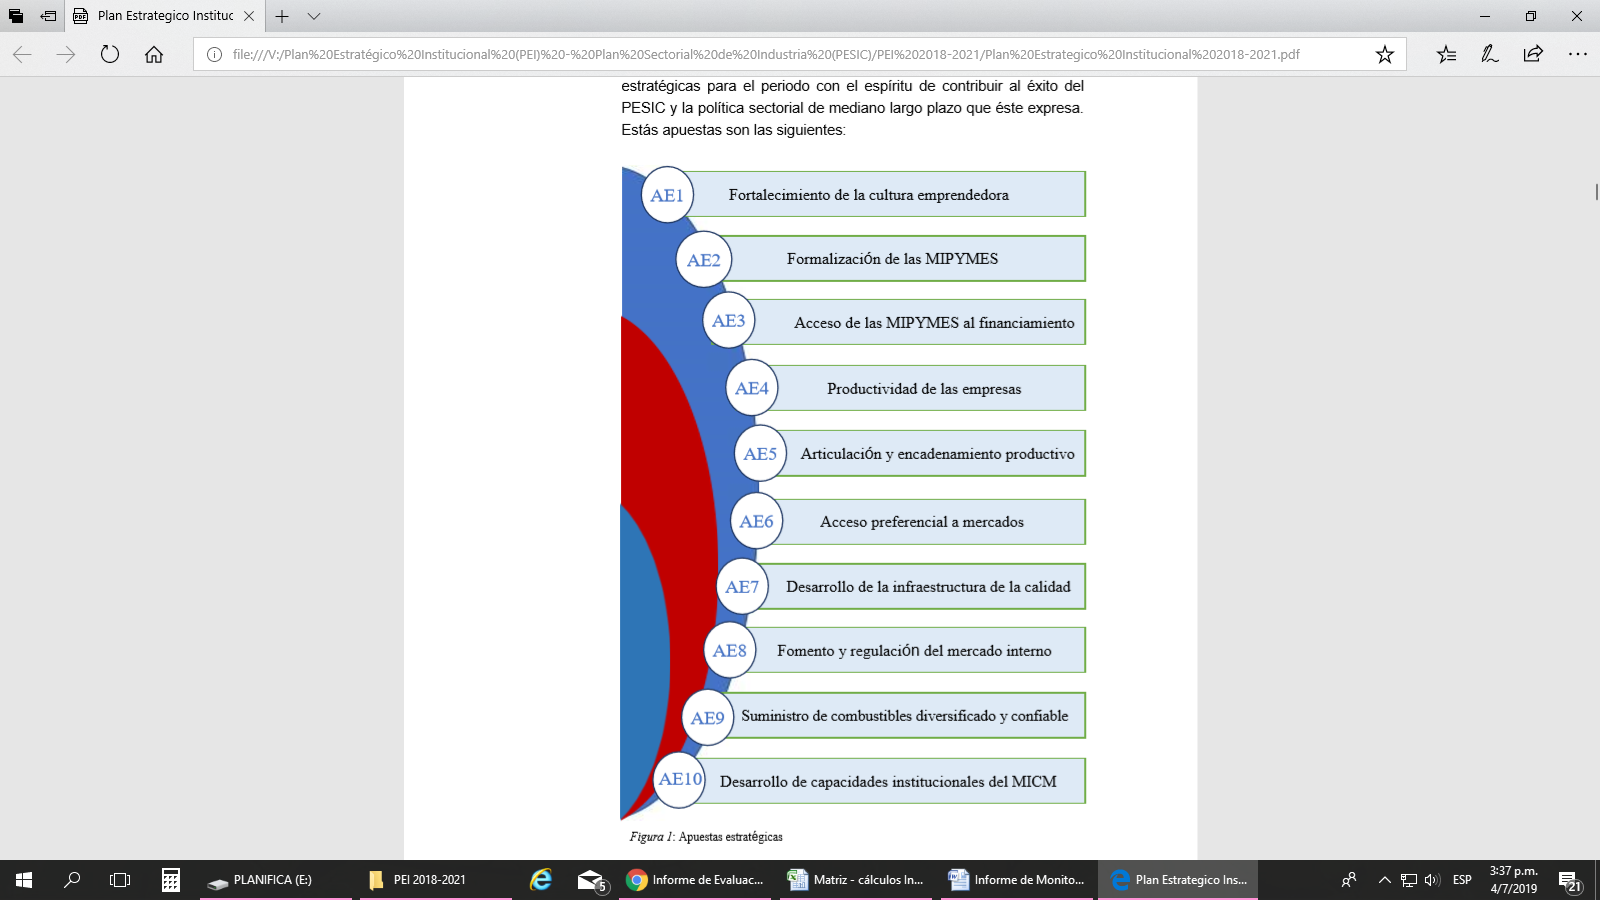 Plan Estrategico Instituc
file:///V:/Plan%20Estratégico%20Institucional%20(PEI)%20-%20Plan%20Sectorial%20de%20Industria%20(PESIC)/PEI%202018-2021/Plan%20Estrategico%20Institucional%202018-2021.pdf
estratégicas para el periodo con el espíritu de contribuir al éxito del
PESIC y la política sectorial de mediano largo plazo que éste expresa.
Estás apuestas son las siguientes:
AE1 Fortalecimiento de la cultura emprendedora
AE2 Formalización de las MIPYMES
AE3 Acceso de las MIPYMES al financiamiento
AE4 Productividad de las empresas
AE5 Articulación y encadenamiento productivo
AE6 Acceso preferencial a mercados
AE7 Desarrollo de la infraestructura de la calidad
AE8 Fomento y regulación del mercado interno
AE9 Suministro de combustibles diversificado y confiable
AE10 Desarrollo de capacidades institucionales del MICM
Figura 1: Apuestas estratégicas
PLANIFICA (E:) PEI 2018-2021 5 Informe de Evaluac... Matriz - cálculos In... Informe de Monito... Plan Estrategico Ins... ESP 3:37 p.m. 21
4/7/2019